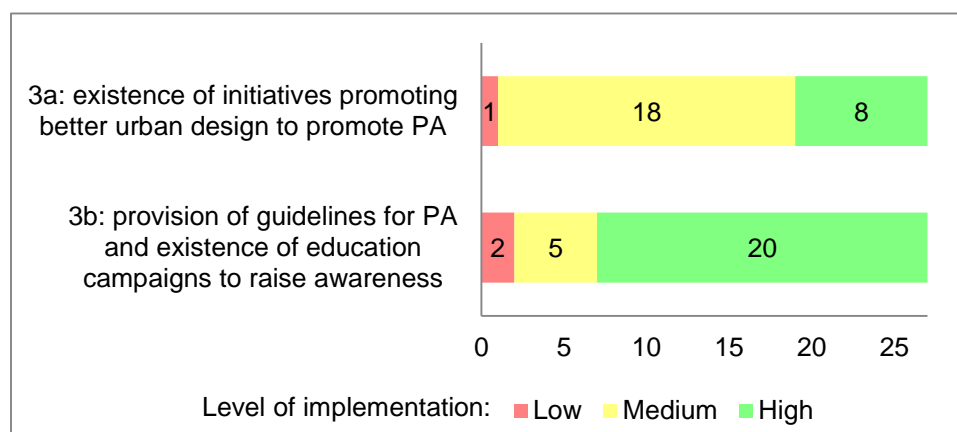 3a: existence of initiatives promoting
better urban design to promote PA
1 18 8
3b: provision of guidelines for PA
and existence of education
campaigns to raise awareness
2 5 20
0 5 10 15 20 25
Level of implementation: Low Medium High